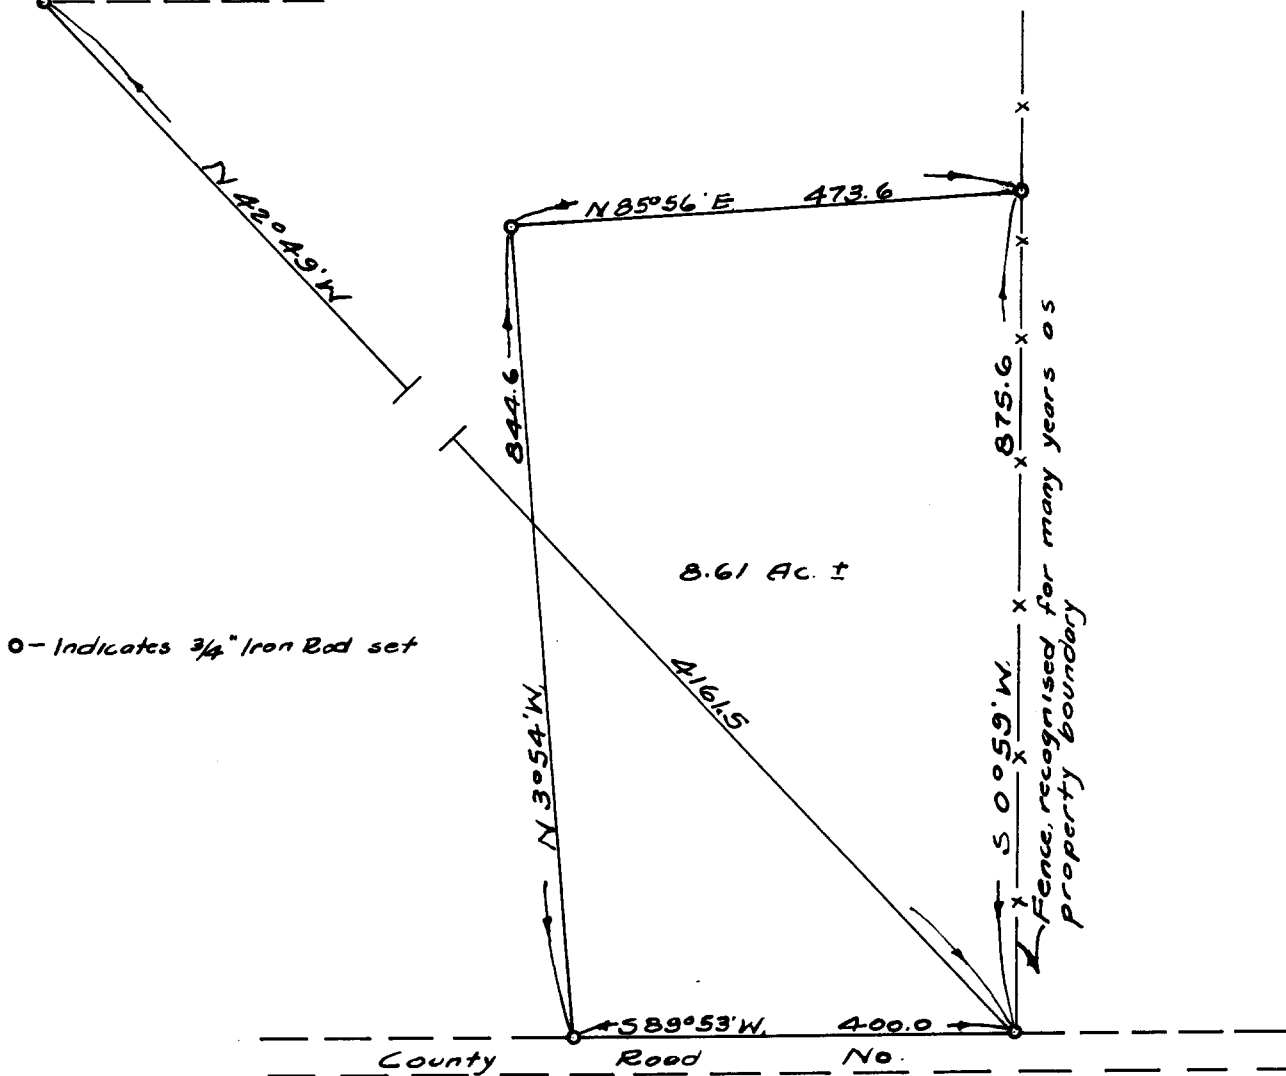 N 42°49' W
N 85°56' E 473.6
844.6
875.6
8.61 Ac. ±
Fence, recognised for many years as
property boundary
o - Indicates 3/4" Iron Rod set
4161.5
N 3°54' W.
S 0°59' W.
S 89°53' W. 400.0
County Road No.